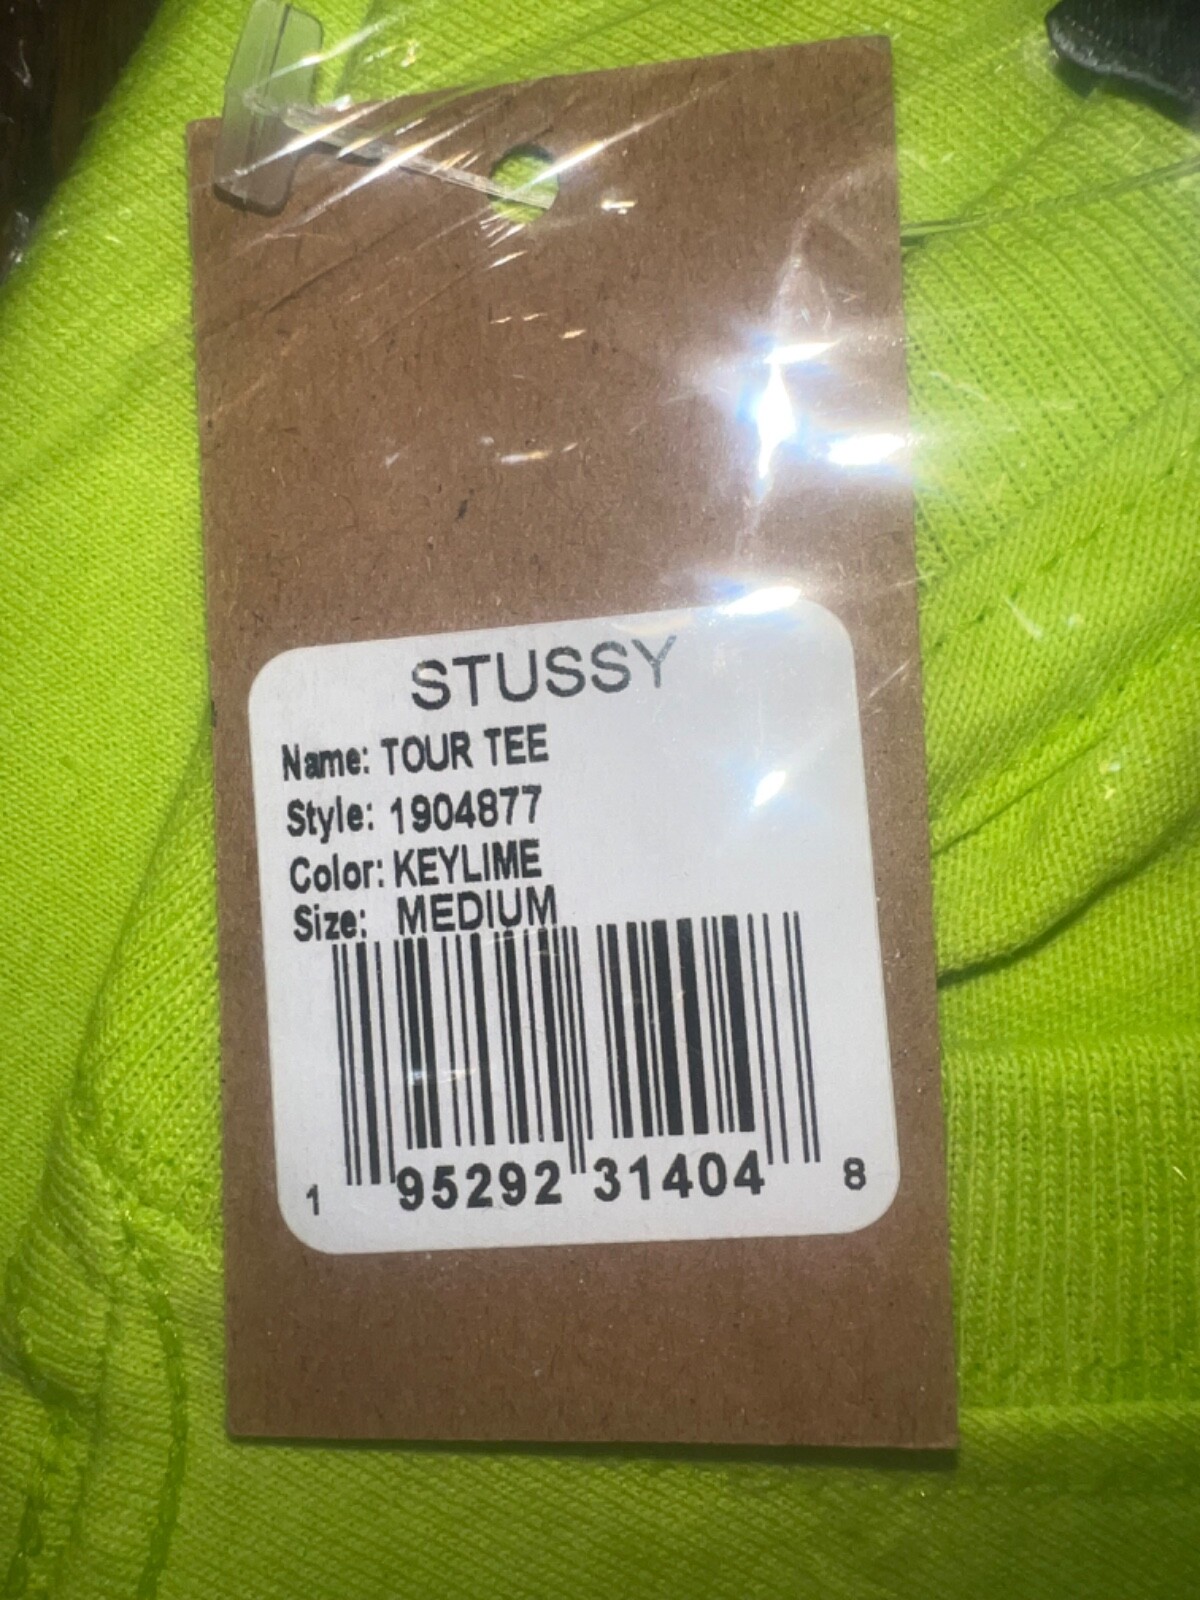 STUSSY
Name: TOUR TEE
Style: 1904877
Color: KEYLIME
Size: MEDIUM
1 95292 31404 8